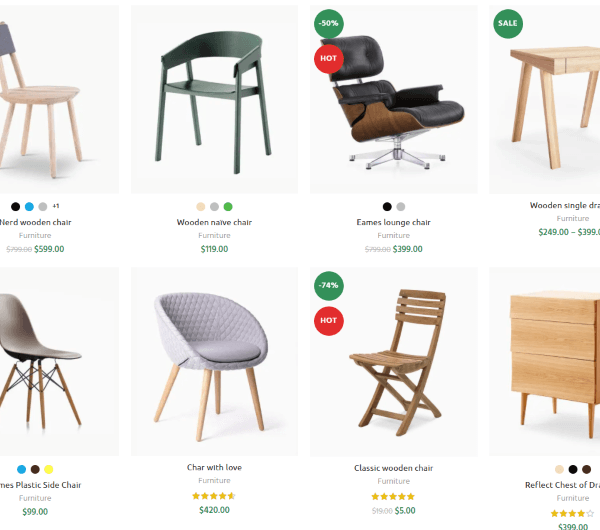 -50%
HOT
SALE
+1
Nerd wooden chair
Furniture
$799.00 $599.00
Wooden naïve chair
Furniture
$119.00
Eames lounge chair
Furniture
$799.00 $399.00
Wooden single dra
Furniture
$249.00 – $399.0
-74%
HOT
mes Plastic Side Chair
Furniture
$99.00
Char with love
Furniture
$420.00
Classic wooden chair
Furniture
$19.00 $5.00
Reflect Chest of Dra
Furniture
$399.00